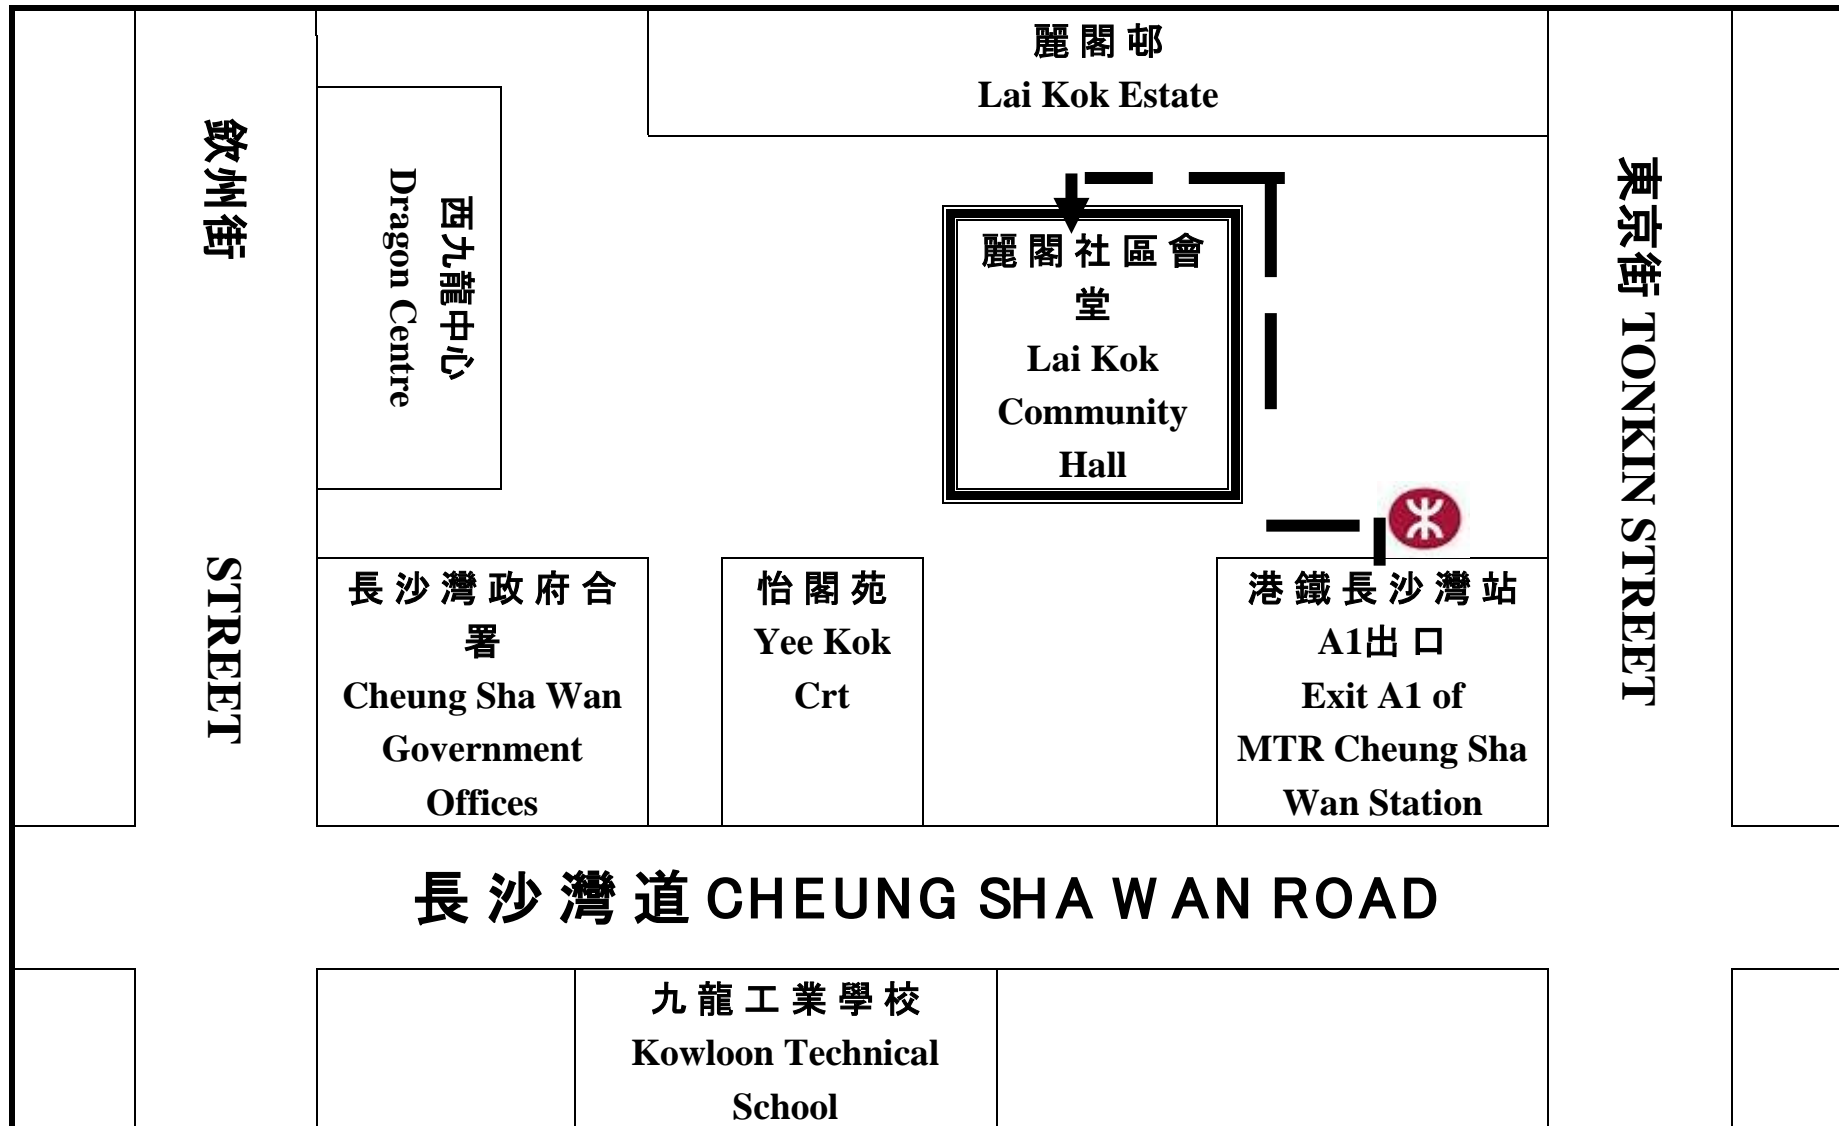 麗閣邨
Lai Kok Estate
欽州街 STREET
西九龍中心
Dragon Centre
麗閣社區會
堂
Lai Kok
Community
Hall
東京街 TONKIN STREET
長沙灣政府合
署
Cheung Sha Wan
Government
Offices
怡閣苑
Yee Kok
Crt
港鐵長沙灣站
A1出口
Exit A1 of
MTR Cheung Sha
Wan Station
長沙灣道 CHEUNG SHA WAN ROAD
九龍工業學校
Kowloon Technical
School